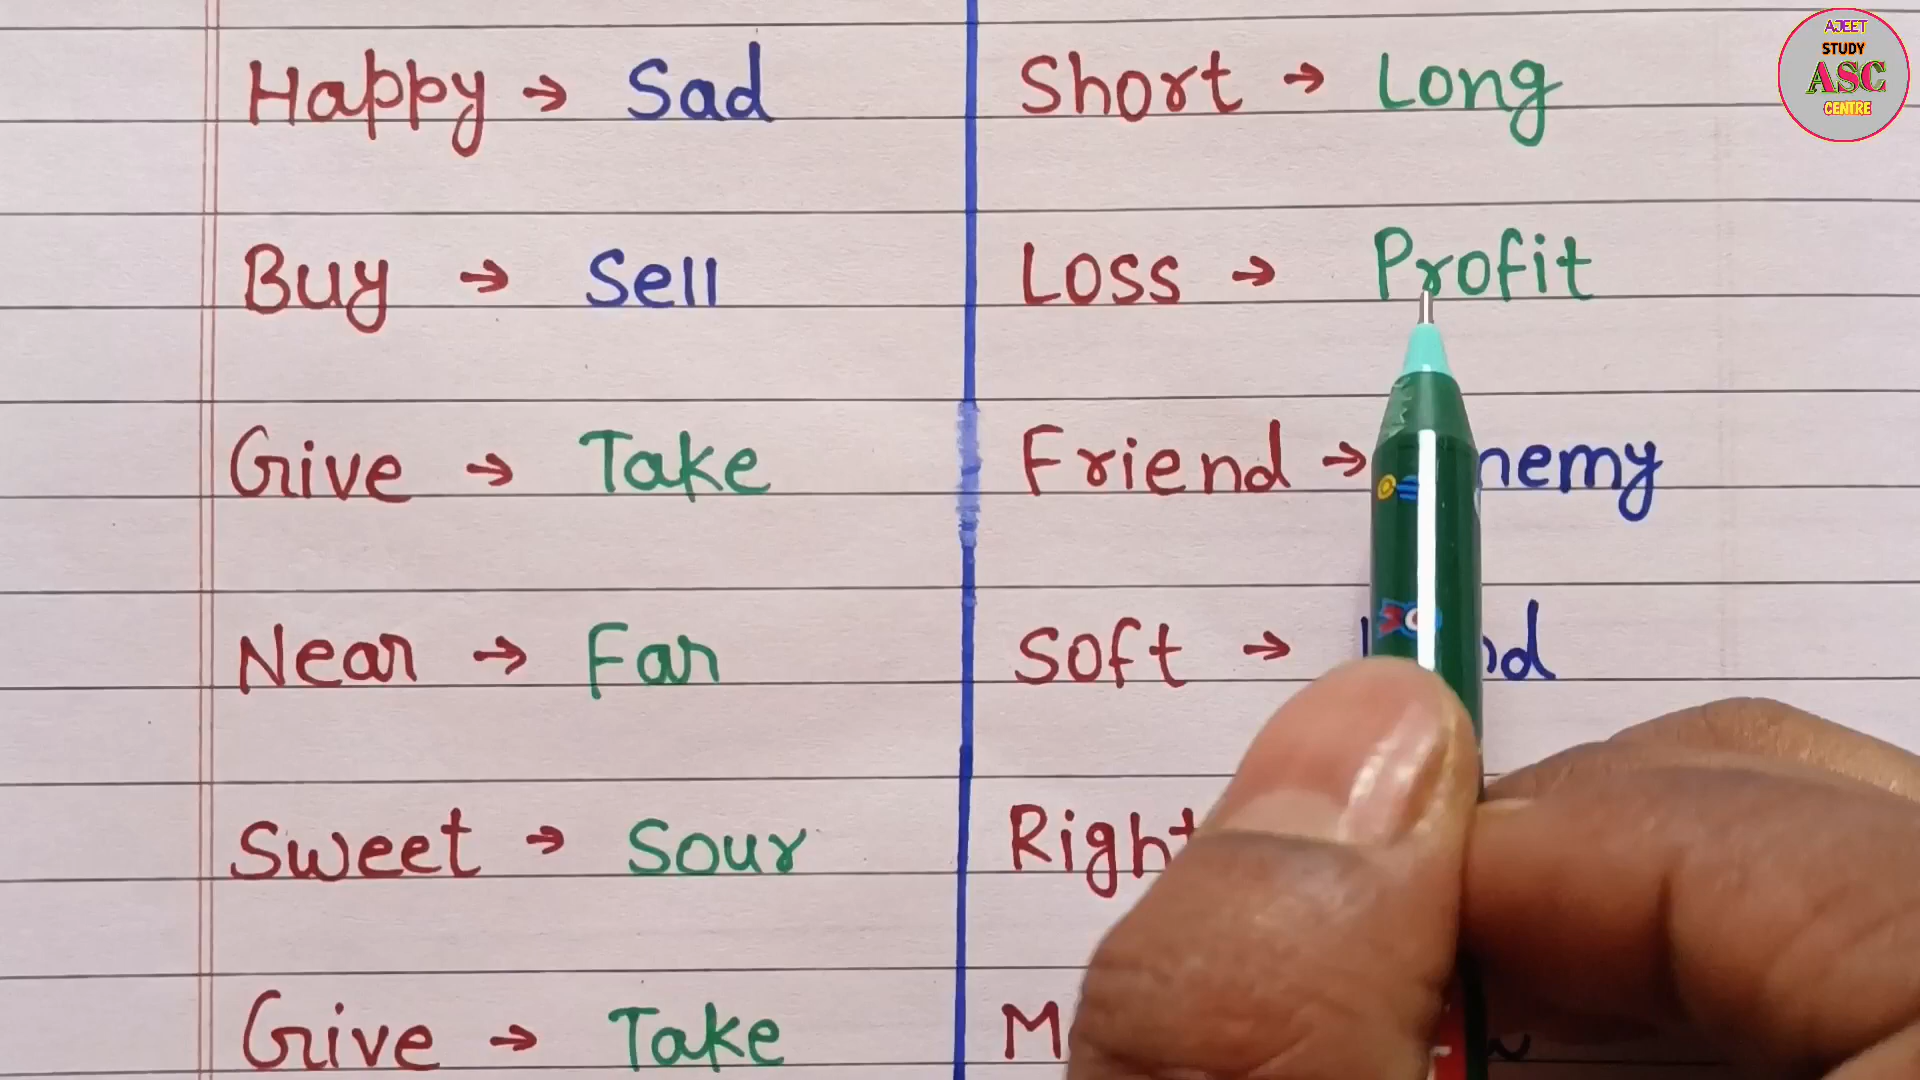 Happy → Sad
Buy → Sell
Give → Take
Near → Far
Sweet → Sour
Give → Take
Short → Long
Loss → Profit
Friend →
Soft →
Right
AJEET
STUDY
ASC
CENTRE